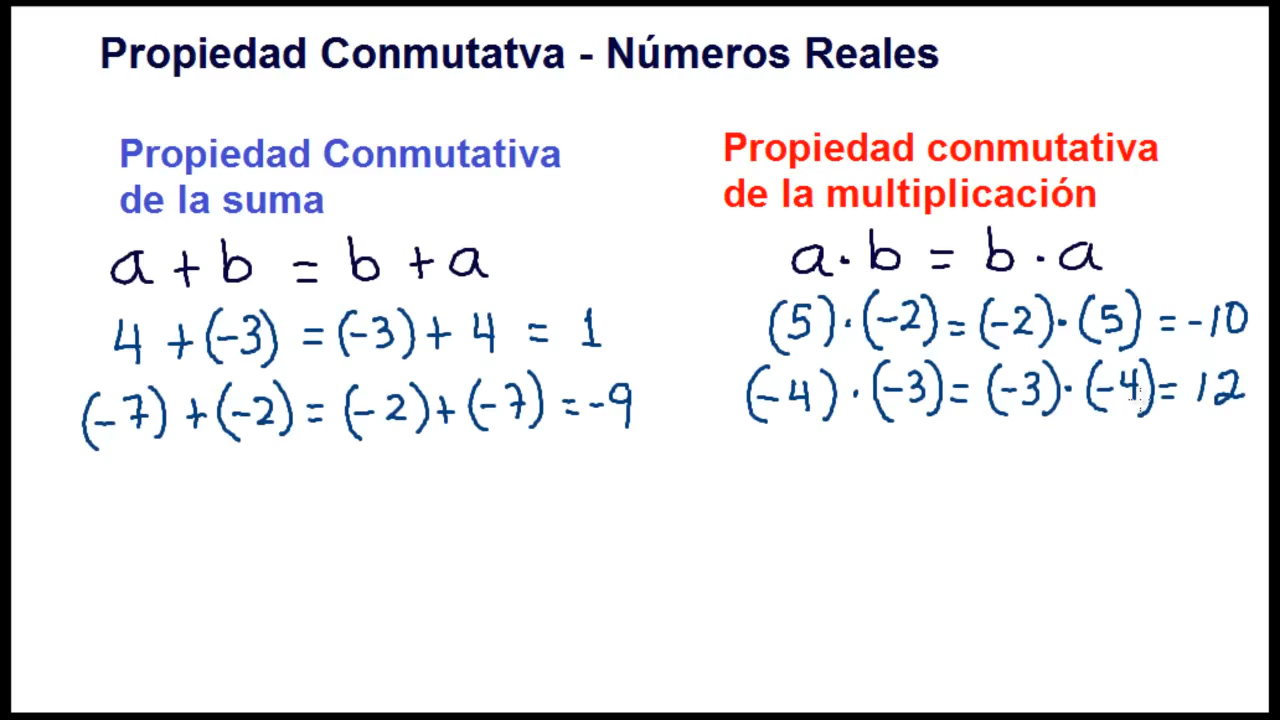 Propiedad Conmutatva - Números Reales
Propiedad Conmutativa
de la suma
a + b = b + a
4 + (-3) = (-3) + 4 = 1
(-7) + (-2) = (-2) + (-7) = -9
Propiedad conmutativa
de la multiplicación
a · b = b · a
(5) · (-2) = (-2) · (5) = -10
(-4) · (-3) = (-3) · (-4) = 12